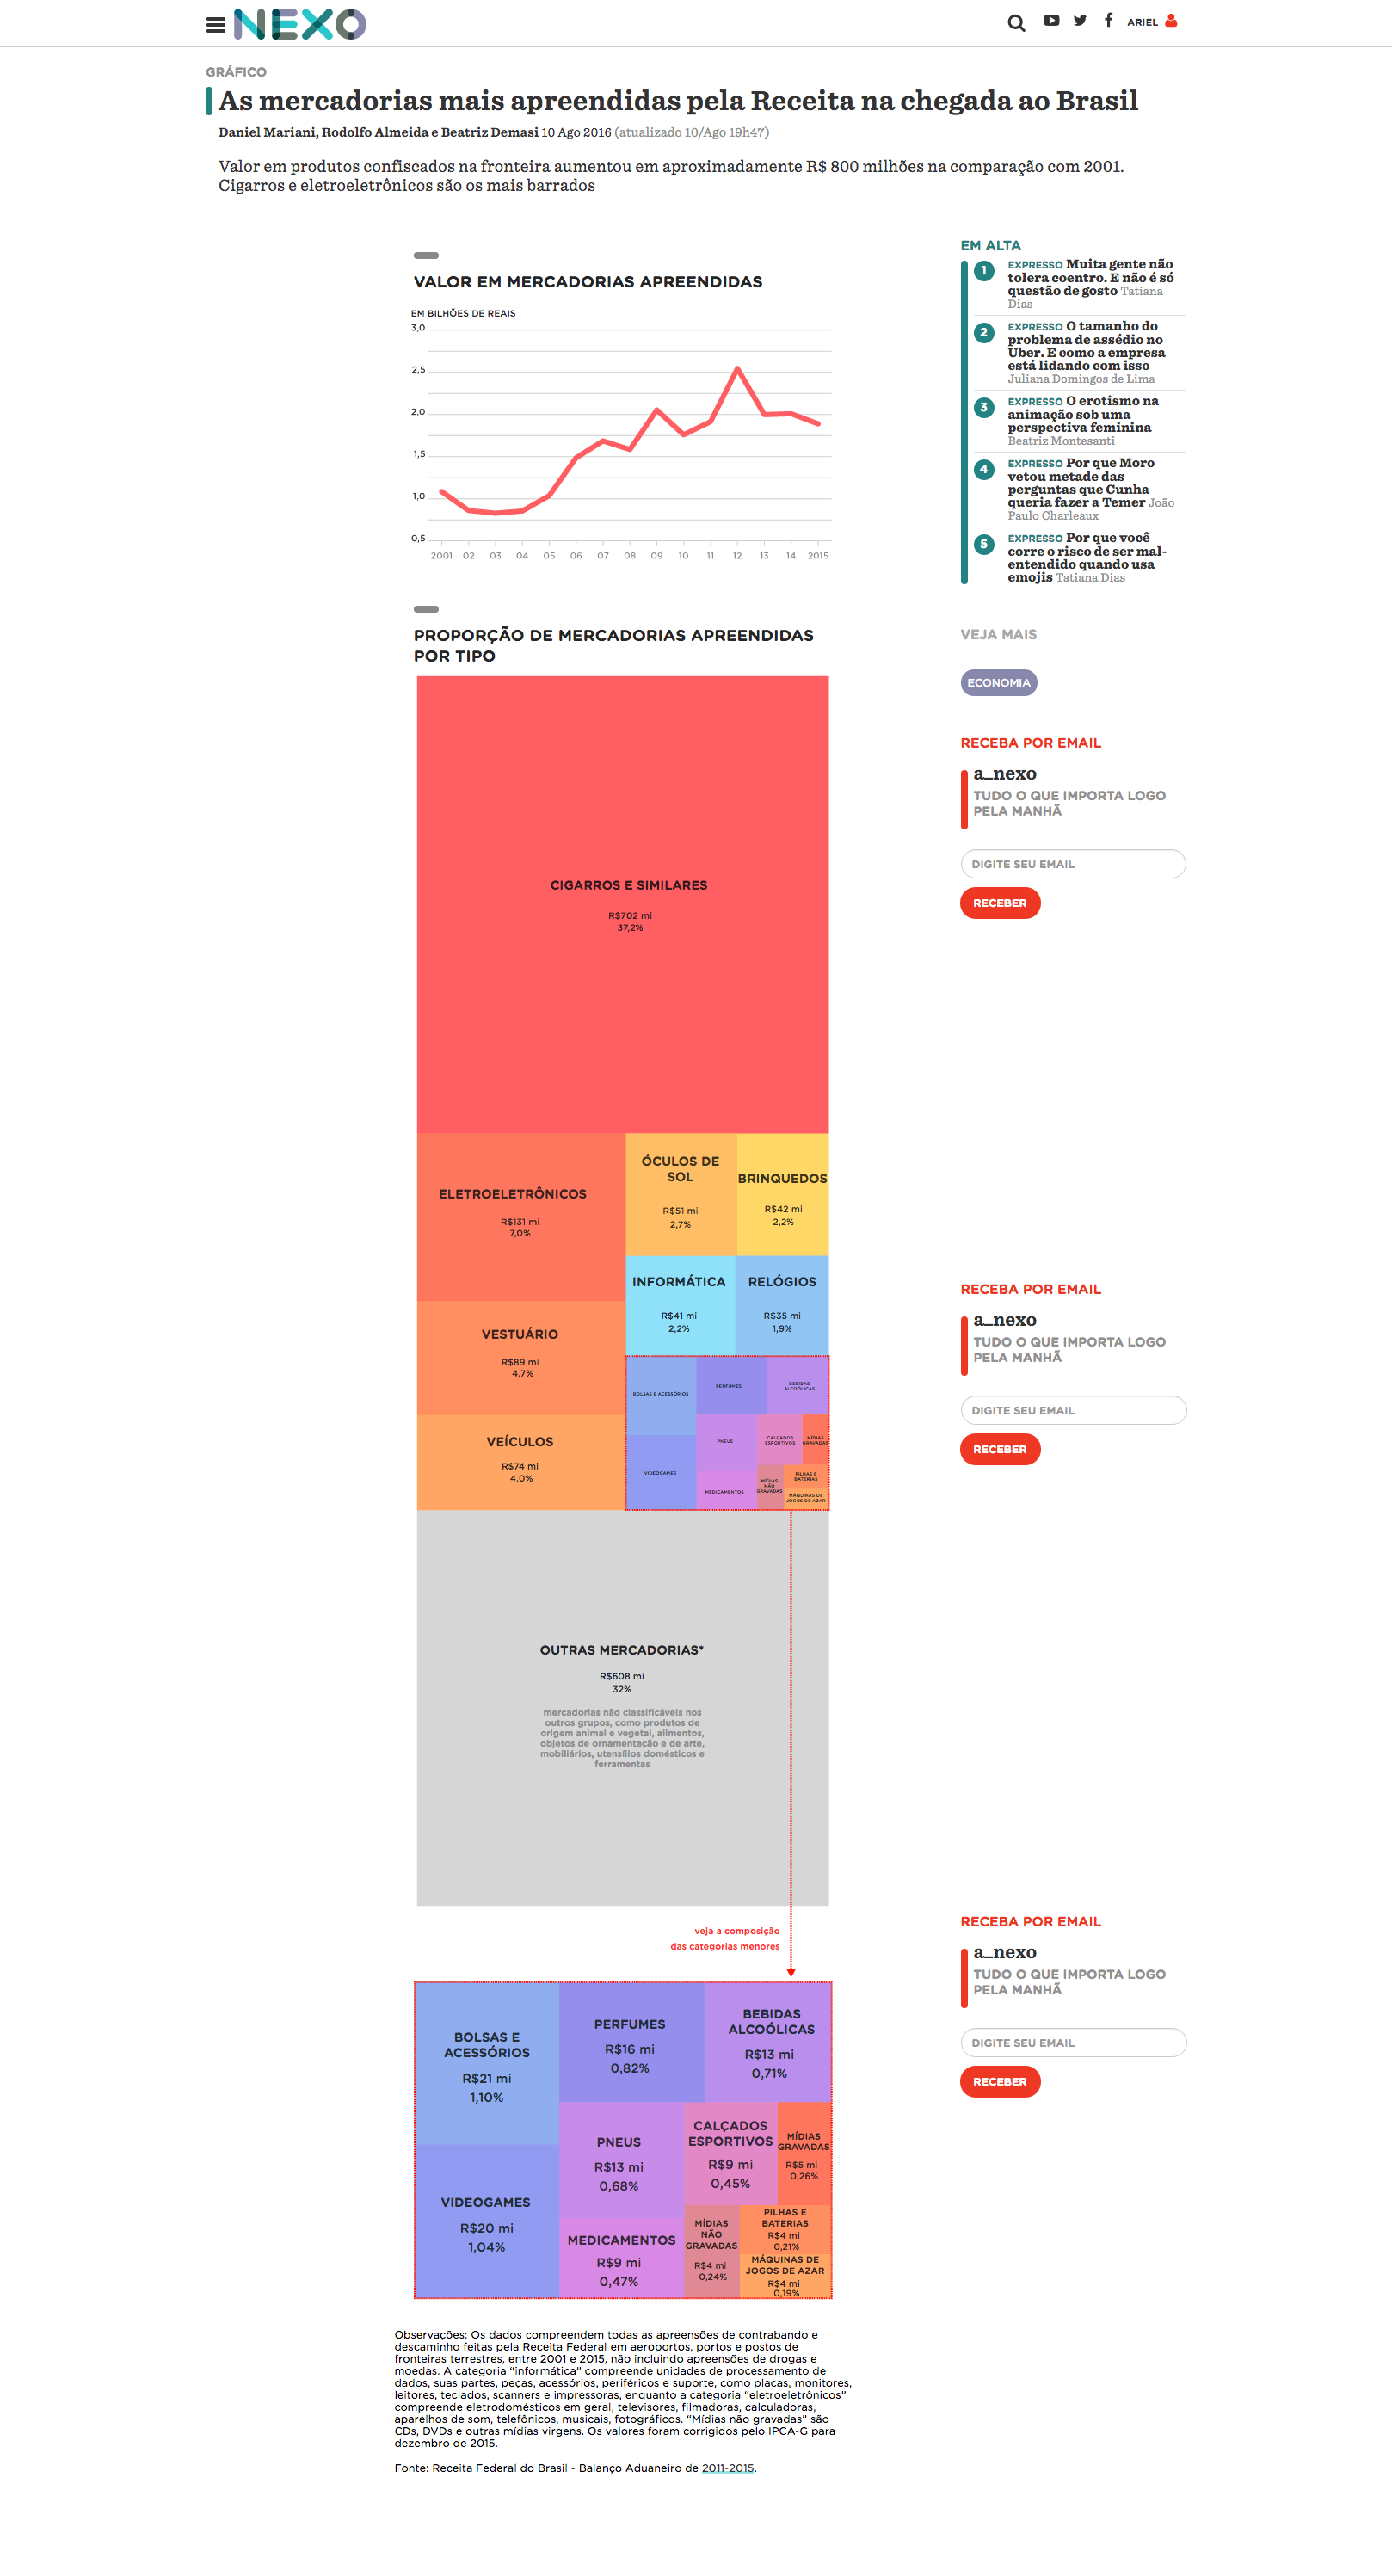 NEXO
ARIEL
GRÁFICO
As mercadorias mais apreendidas pela Receita na chegada ao Brasil
Daniel Mariani, Rodolfo Almeida e Beatriz Demasi 10 Ago 2016 (atualizado 10/Ago 19h47)
Valor em produtos confiscados na fronteira aumentou em aproximadamente R$ 800 milhões na comparação com 2001.
Cigarros e eletroeletrônicos são os mais barrados
VALOR EM MERCADORIAS APREENDIDAS
EM BILHÕES DE REAIS
3,0
2,5
2,0
1,5
1,0
0,5
2001 02 03 04 05 06 07 08 09 10 11 12 13 14 2015
EM ALTA
1 EXPRESSO Muita gente não
tolera coentro. E não é só
questão de gosto Tatiana
Dias
2 EXPRESSO O tamanho do
problema de assédio no
Uber. E como a empresa
está lidando com isso
Juliana Domingos de Lima
3 EXPRESSO O erotismo na
animação sob uma
perspectiva feminina
Beatriz Montesanti
4 EXPRESSO Por que Moro
vetou metade das
perguntas que Cunha
queria fazer a Temer João
Paulo Charleaux
5 EXPRESSO Por que você
corre o risco de ser mal-
entendido quando usa
emojis Tatiana Dias
VEJA MAIS
ECONOMIA
RECEBA POR EMAIL
a_nexo
TUDO O QUE IMPORTA LOGO
PELA MANHÃ
DIGITE SEU EMAIL
RECEBER
PROPORÇÃO DE MERCADORIAS APREENDIDAS
POR TIPO
CIGARROS E SIMILARES
R$702 mi
37,2%
ELETROELETRÔNICOS
R$131 mi
7,0%
ÓCULOS DE
SOL
R$51 mi
2,7%
BRINQUEDOS
R$42 mi
2,2%
INFORMÁTICA
R$41 mi
2,2%
RELÓGIOS
R$35 mi
1,9%
VESTUÁRIO
R$89 mi
4,7%
VEÍCULOS
R$74 mi
4,0%
BOLSAS E ACESSÓRIOS
PERFUMES
BEBIDAS
ALCOÓLICAS
PNEUS
CALÇADOS
ESPORTIVOS
MÍDIAS
GRAVADAS
VIDEOGAMES
MEDICAMENTOS
MÍDIAS
NÃO
GRAVADAS
PILHAS E
BATERIAS
MÁQUINAS DE
JOGOS DE AZAR
RECEBA POR EMAIL
a_nexo
TUDO O QUE IMPORTA LOGO
PELA MANHÃ
DIGITE SEU EMAIL
RECEBER
OUTRAS MERCADORIAS*
R$608 mi
32%
mercadorias não classificáveis nos
outros grupos, como produtos de
origem animal e vegetal, alimentos,
objetos de ornamentação e de arte,
mobiliários, utensílios domésticos e
ferramentas
veja a composição
das categorias menores
RECEBA POR EMAIL
a_nexo
TUDO O QUE IMPORTA LOGO
PELA MANHÃ
DIGITE SEU EMAIL
RECEBER
BOLSAS E
ACESSÓRIOS
R$21 mi
1,10%
PERFUMES
R$16 mi
0,82%
BEBIDAS
ALCOÓLICAS
R$13 mi
0,71%
PNEUS
R$13 mi
0,68%
CALÇADOS
ESPORTIVOS
R$9 mi
0,45%
MÍDIAS
GRAVADAS
R$5 mi
0,26%
VIDEOGAMES
R$20 mi
1,04%
MEDICAMENTOS
R$9 mi
0,47%
MÍDIAS
NÃO
GRAVADAS
R$4 mi
0,24%
PILHAS E
BATERIAS
R$4 mi
0,21%
MÁQUINAS DE
JOGOS DE AZAR
R$4 mi
0,19%
Observações: Os dados compreendem todas as apreensões de contrabando e
descaminho feitas pela Receita Federal em aeroportos, portos e postos de
fronteiras terrestres, entre 2001 e 2015, não incluindo apreensões de drogas e
moedas. A categoria "informática" compreende unidades de processamento de
dados, suas partes, peças, acessórios, periféricos e suporte, como placas, monitores,
leitores, teclados, scanners e impressoras, enquanto a categoria "eletroeletrônicos"
compreende eletrodomésticos em geral, televisores, filmadoras, calculadoras,
aparelhos de som, telefônicos, musicais, fotográficos. "Mídias não gravadas" são
CDs, DVDs e outras mídias virgens. Os valores foram corrigidos pelo IPCA-G para
dezembro de 2015.
Fonte: Receita Federal do Brasil - Balanço Aduaneiro de 2011-2015.